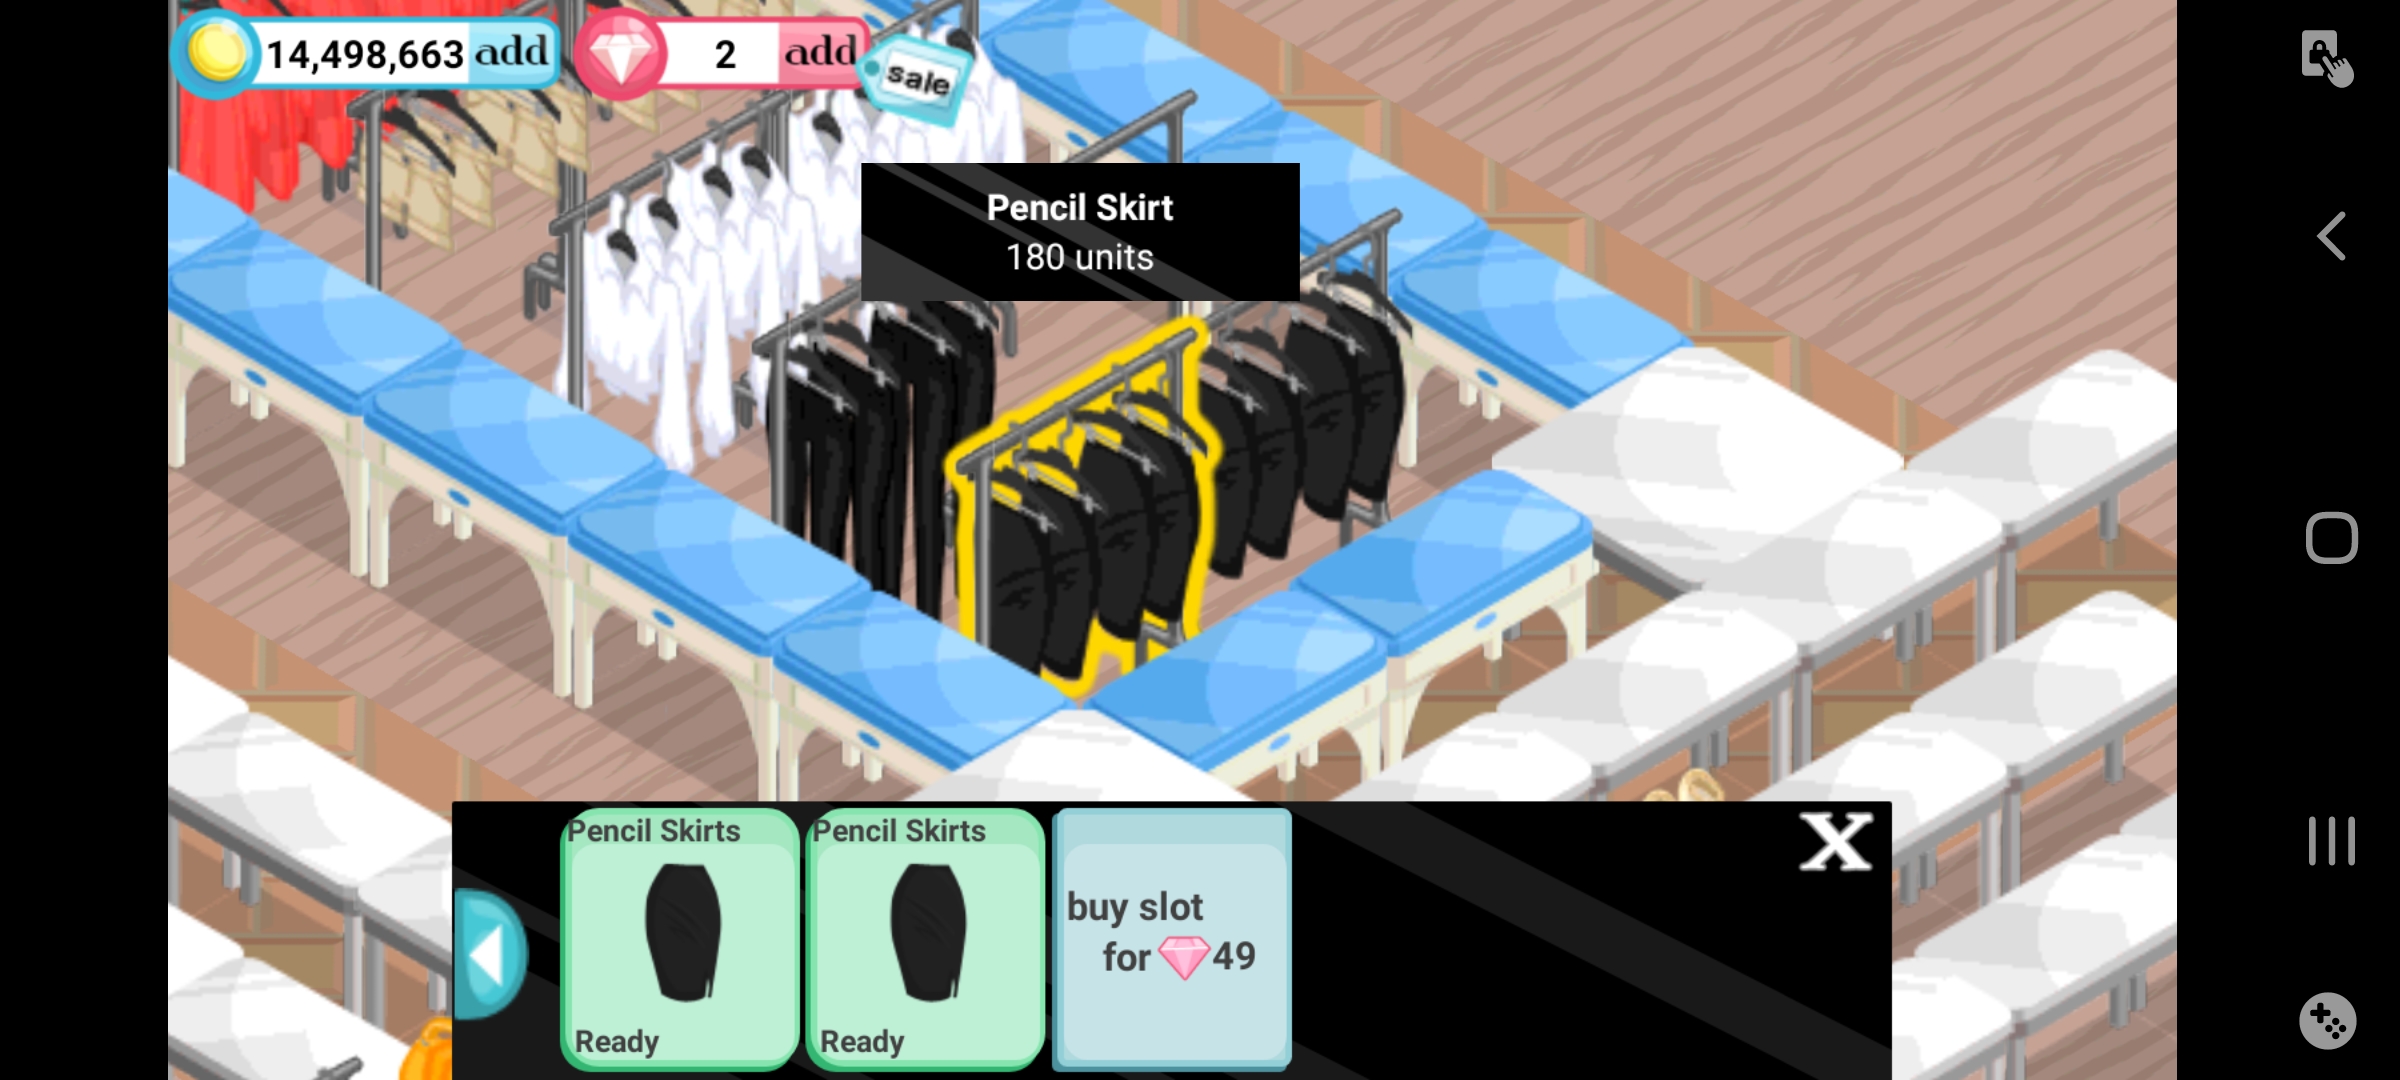 14,498,663 add
2 add
sale
Pencil Skirt
180 units
Pencil Skirts
Ready
Pencil Skirts
Ready
buy slot
for 49
X